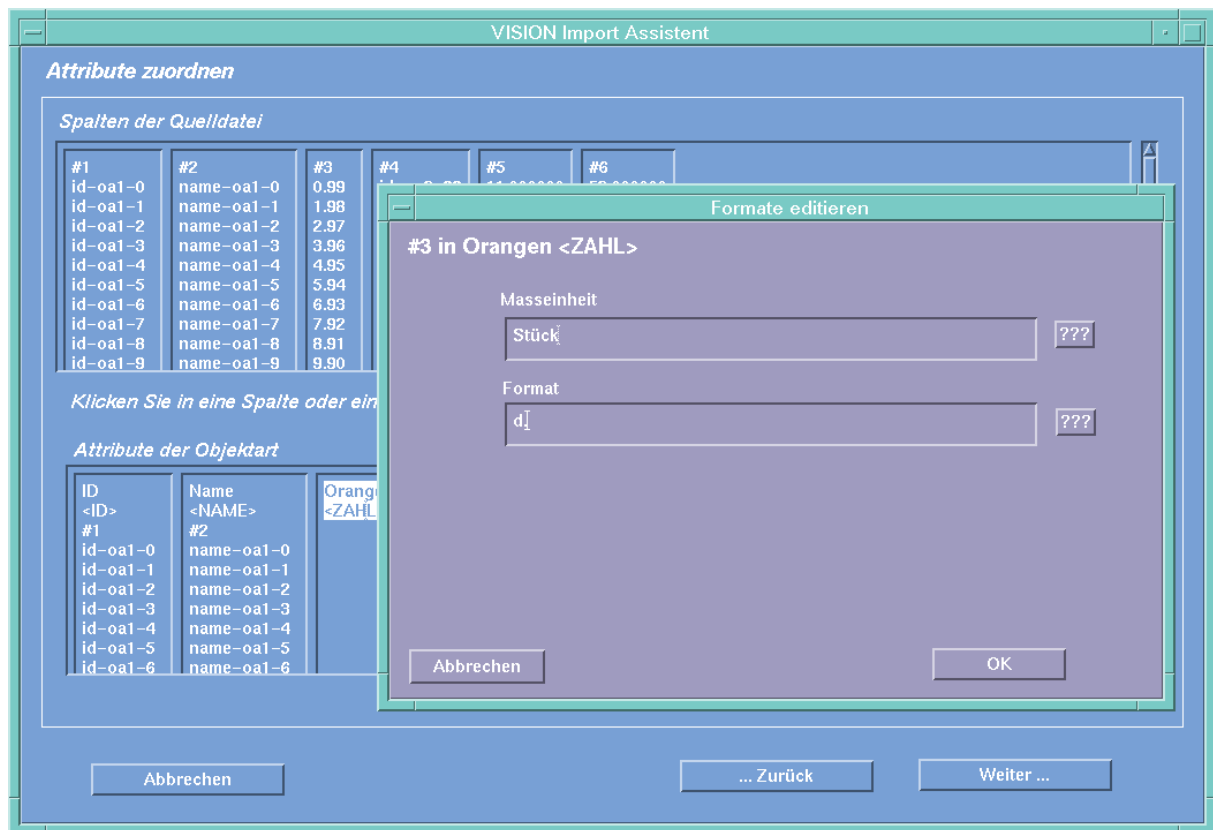 VISION Import Assistent
Attribute zuordnen
Spalten der Quelldatei
#1 #2 #3 #4 #5 #6
id-oa1-0 name-oa1-0 0.99
id-oa1-1 name-oa1-1 1.98
id-oa1-2 name-oa1-2 2.97
id-oa1-3 name-oa1-3 3.96
id-oa1-4 name-oa1-4 4.95
id-oa1-5 name-oa1-5 5.94
id-oa1-6 name-oa1-6 6.93
id-oa1-7 name-oa1-7 7.92
id-oa1-8 name-oa1-8 8.91
id-oa1-9 name-oa1-9 9.90
Klicken Sie in eine Spalte oder ein
Attribute der Objektart
ID Name Orange
<ID> <NAME> <ZAHL
#1 #2
id-oa1-0 name-oa1-0
id-oa1-1 name-oa1-1
id-oa1-2 name-oa1-2
id-oa1-3 name-oa1-3
id-oa1-4 name-oa1-4
id-oa1-5 name-oa1-5
id-oa1-6 name-oa1-6
Formate editieren
#3 in Orangen <ZAHL>
Masseinheit
Stück
???
Format
d
???
Abbrechen OK
Abbrechen ... Zurück Weiter ...